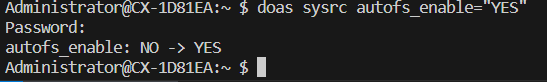 Administrator@CX-1D81EA:~ $ doas sysrc autofs_enable="YES"
Password:
autofs_enable: NO -> YES
Administrator@CX-1D81EA:~ $